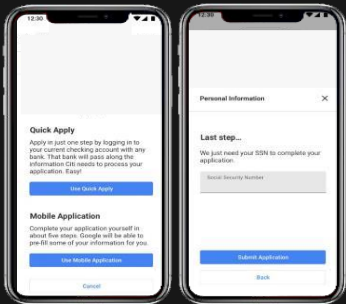 12:30
Quick Apply
Apply in just one step by logging in to
your current checking account with any
bank. That bank will pass along the
information Citi needs to process your
application. Easy!
Use Quick Apply
Mobile Application
Complete your application yourself in
about five steps. Google will be able to
pre-fill some of your information for you.
Use Mobile Application
Cancel
12:30
Personal Information
Last step...
We just need your SSN to complete your
application.
Social Security Number
Submit Application
Back